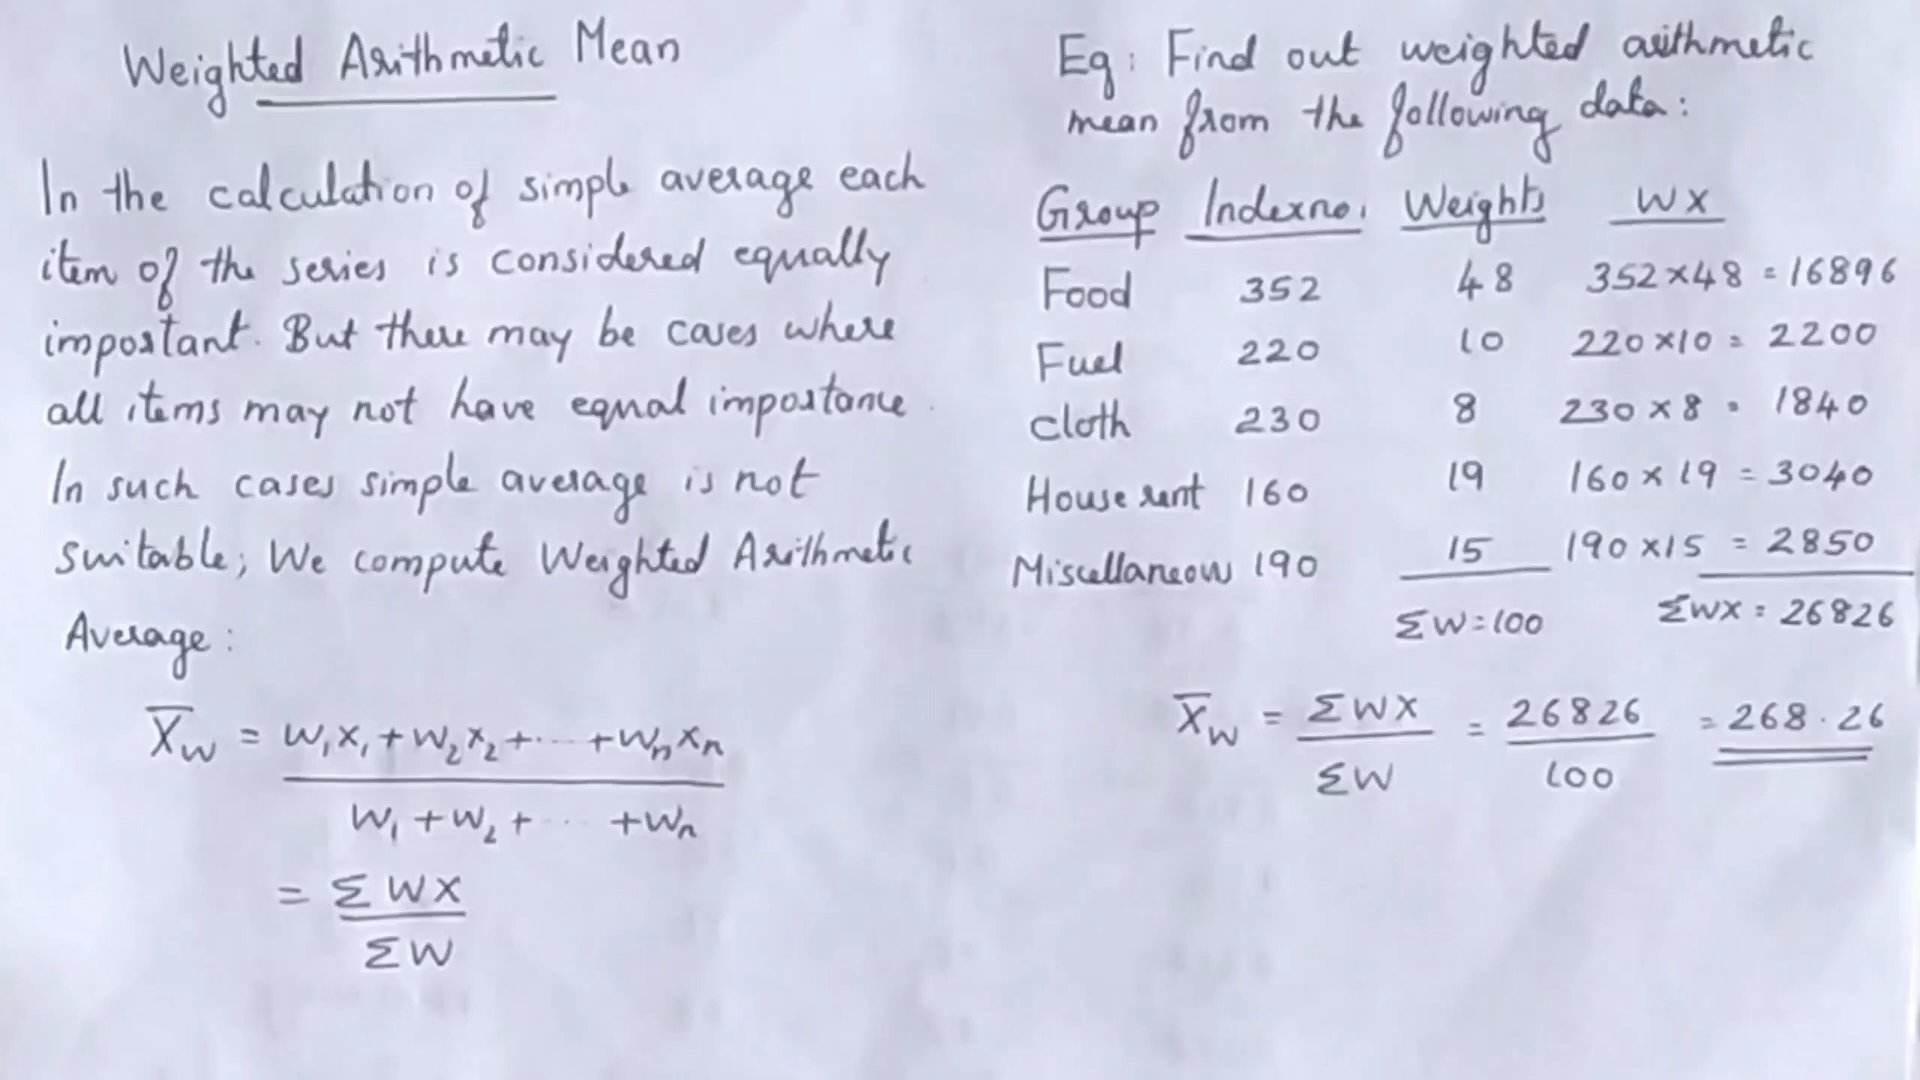 Weighted Arithmetic Mean
In the calculation of simple average each
item of the series is considered equally
important. But there may be cases where
all items may not have equal importance.
In such cases simple average is not
suitable; We compute Weighted Arithmetic
Average:
X̅w = W₁X₁+W₂X₂+....+WₙXₙ
W₁+W₂+....+Wₙ
= ΣWX
ΣW
Eg: Find out weighted arithmetic
mean from the following data:
Group Indexno. Weights WX
Food 352 48 352×48 = 16896
Fuel 220 10 220×10 = 2200
cloth 230 8 230×8 = 1840
House rent 160 19 160×19 = 3040
Miscellaneous 190 15 190×15 = 2850
ΣW=100 ΣWX = 26826
X̅w = ΣWX = 26826 = 268.26
ΣW 100